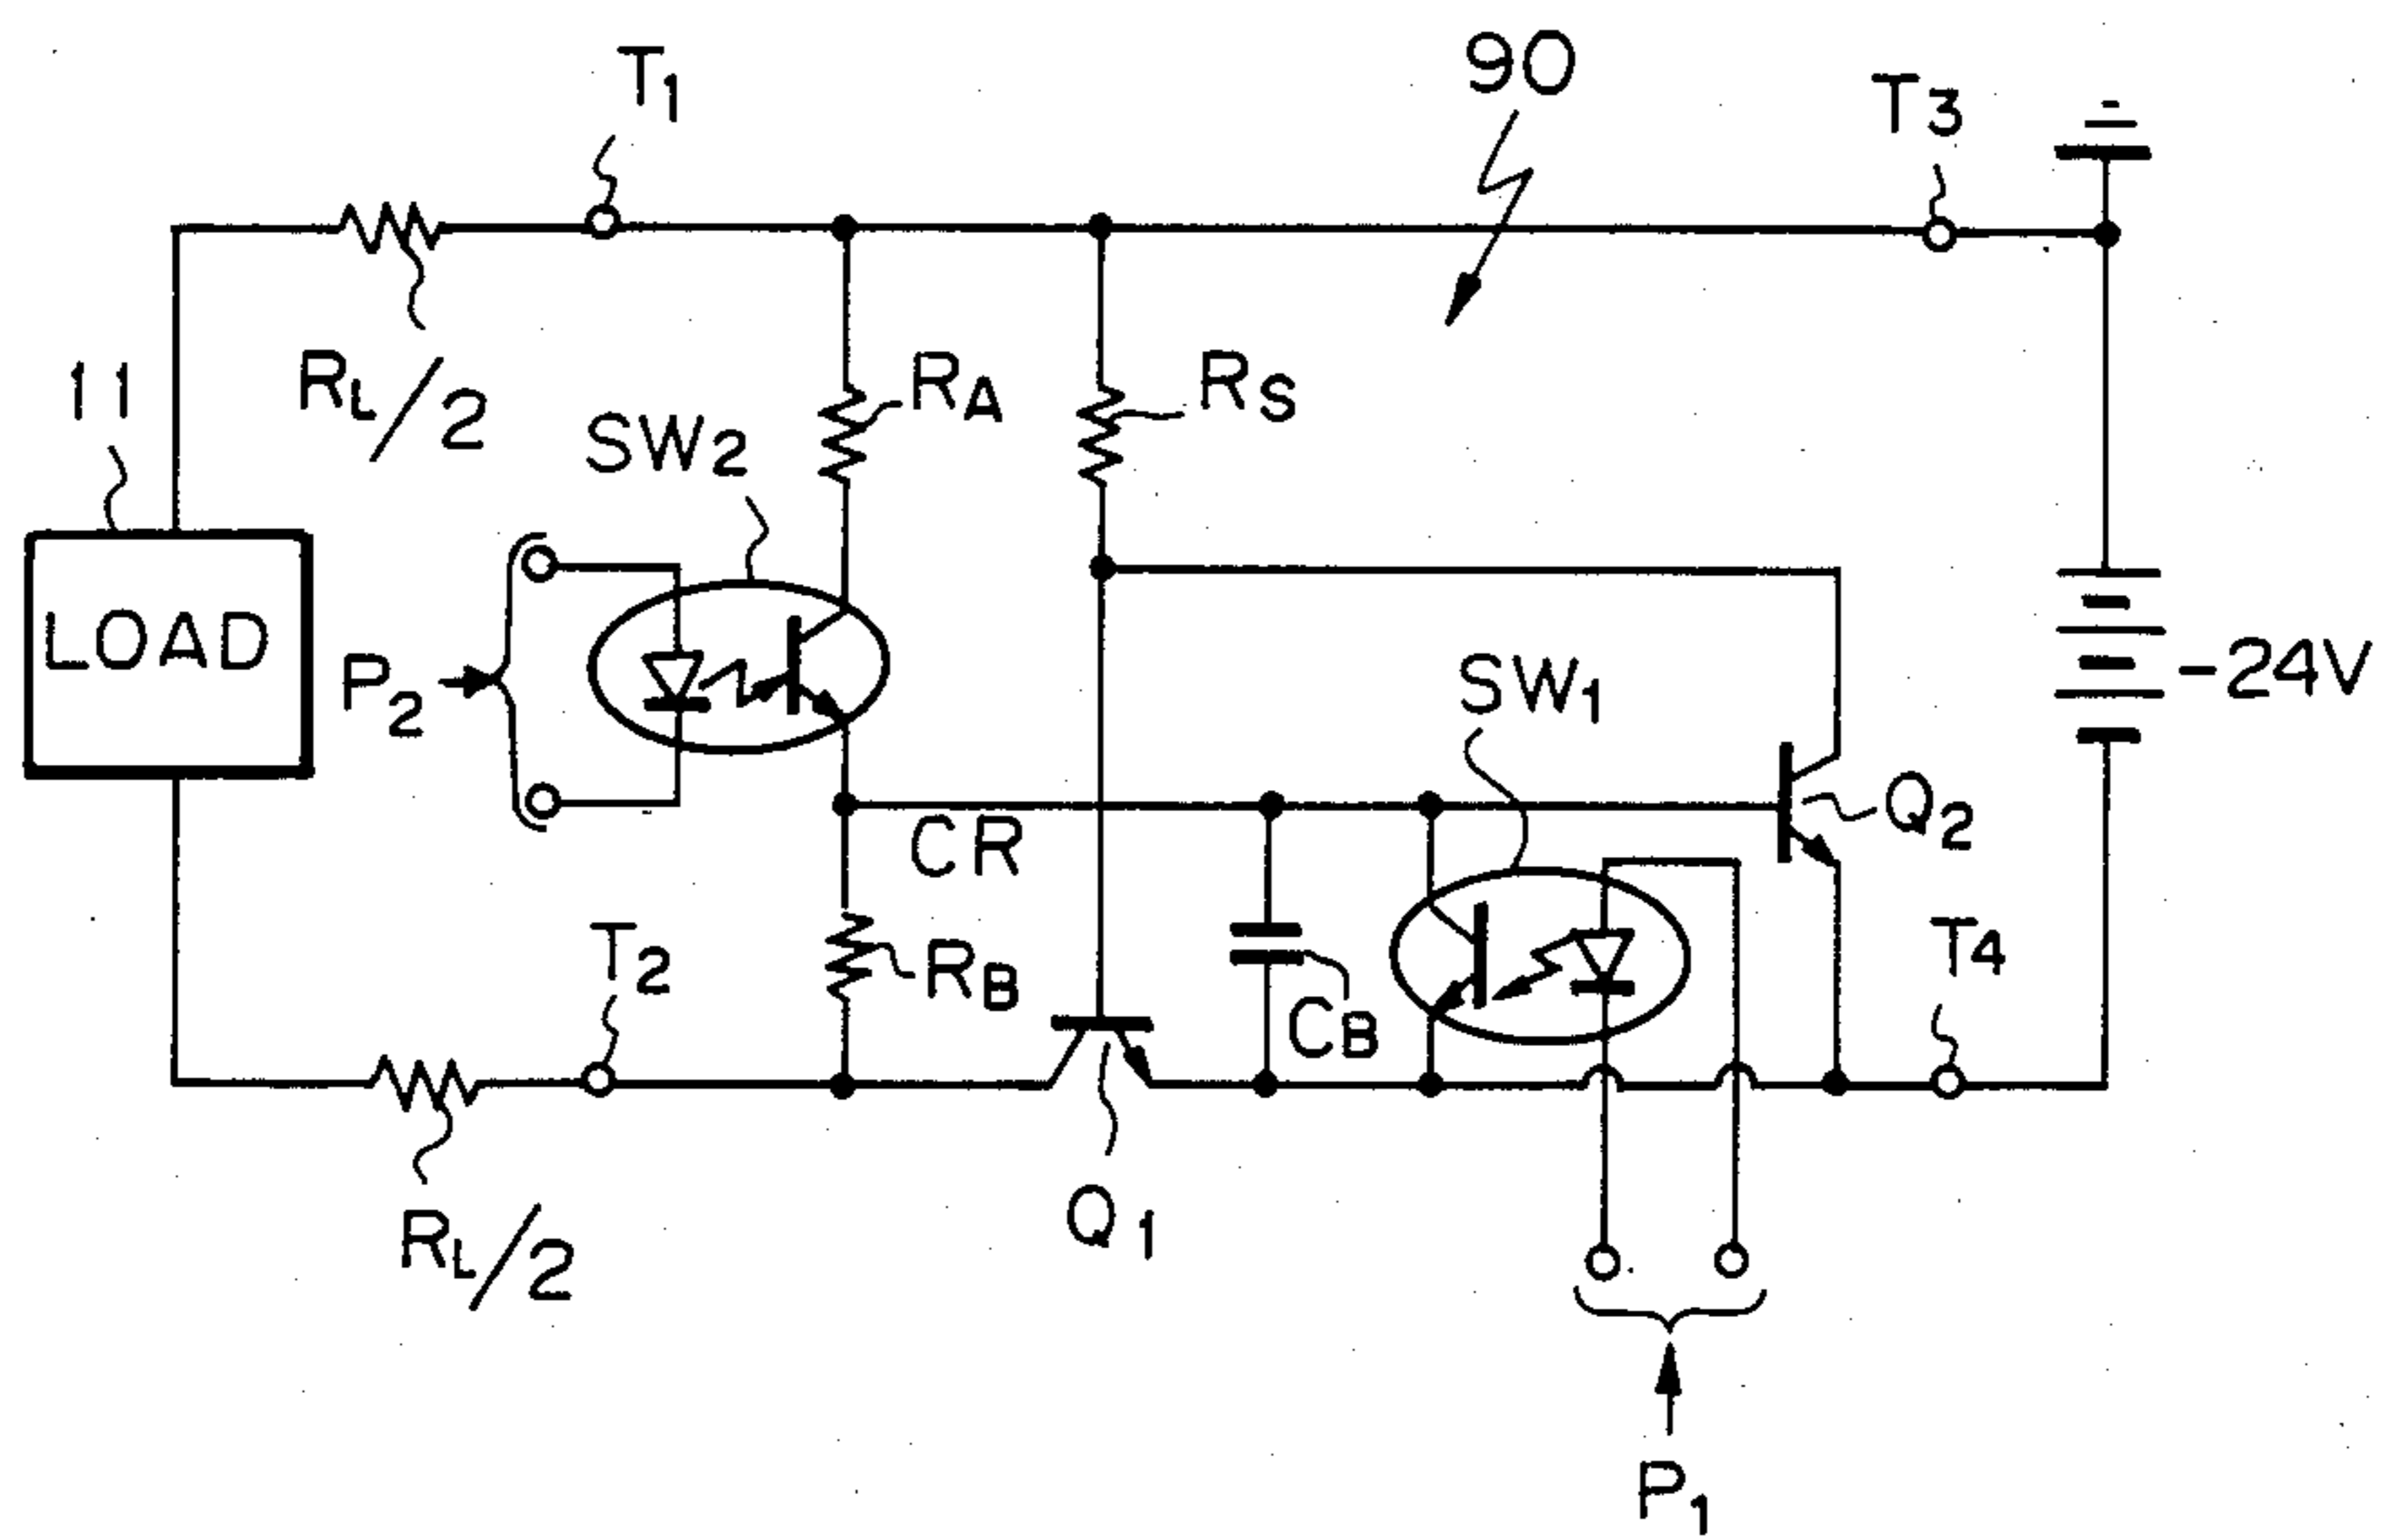 T1
90
T3
11
RL/2
RA
RS
SW2
LOAD
P2
SW1
-24V
Q2
CR
T2
RB
CB
T4
RL/2
Q1
P1